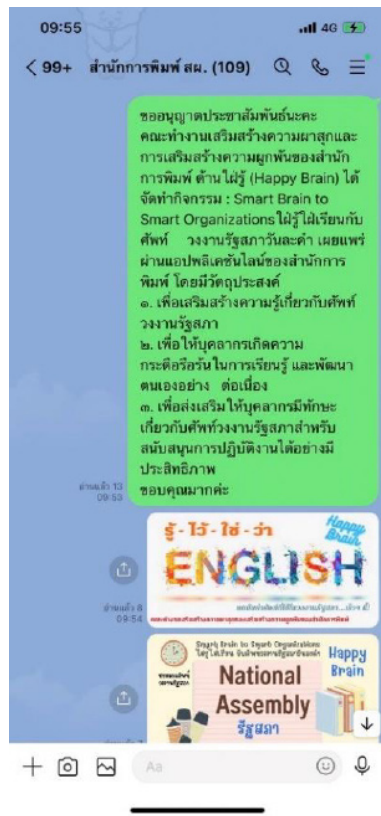 09:55
4G
99+ สำนักการพิมพ์ สผ. (109)
ขออนุญาตประชาสัมพันธ์นะคะ
คณะทำงานเสริมสร้างความผาสุกและ
การเสริมสร้างความผูกพันของสำนัก
การพิมพ์ ด้าน ใฝ่รู้ (Happy Brain) ได้
จัดทำกิจกรรม : Smart Brain to
Smart Organizations ใฝ่รู้ ใฝ่เรียนกับ
ศัพท์ วงงานรัฐสภาวันละคำ เผยแพร่
ผ่านแอปพลิเคชันไลน์ของสำนักการ
พิมพ์ โดยมีวัตถุประสงค์
๑. เพื่อเสริมสร้างความรู้เกี่ยวกับศัพท์
วงงานรัฐสภา
๒. เพื่อให้บุคลากรเกิดความ
กระตือรือร้นในการเรียนรู้ และพัฒนา
ตนเองอย่าง ต่อเนื่อง
๓. เพื่อส่งเสริมให้บุคลากรมีทักษะ
เกี่ยวกับศัพท์วงงานรัฐสภาสำหรับ
สนับสนุนการปฏิบัติงานได้อย่างมี
ประสิทธิภาพ
ขอบคุณมากค่ะ
อ่านแล้ว 13
09:53
รู้ - ไว้ - ใช่ - ว่า
Happy
Brain
ENGLISH
อ่านแล้ว 8
09:54
Smart Brain to Smart Organizations
Happy
Brain
National
Assembly
รัฐสภา
Aa